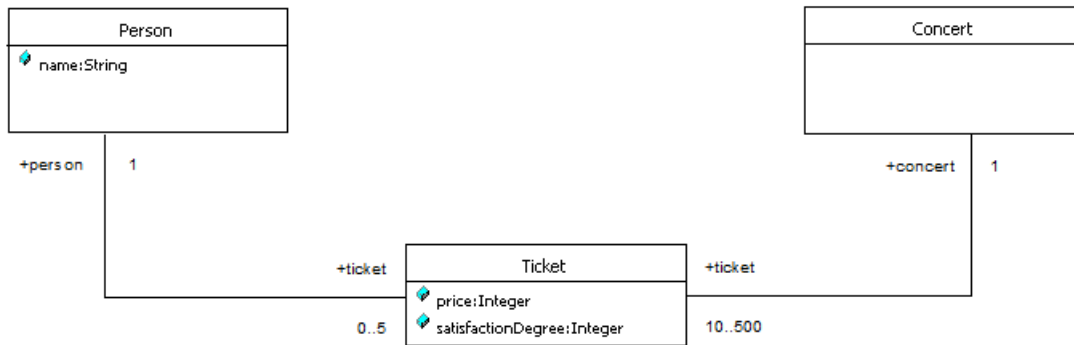 Person
Concert
name:String
+person 1
+concert 1
+ticket
Ticket
+ticket
price:Integer
0..5
satisfactionDegree:Integer
10..500